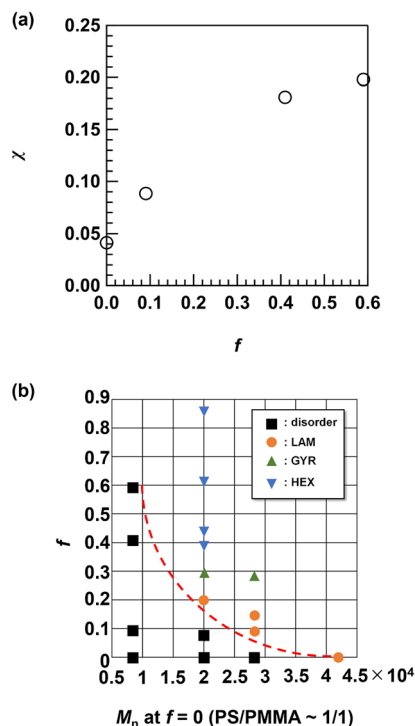 (a)
0.25
0.20
0.15
0.10
0.05
0.00
χ
0.0 0.1 0.2 0.3 0.4 0.5 0.6
f
(b)
0.9
0.8
0.7
0.6
0.5
0.4
0.3
0.2
0.1
0
f
: disorder
: LAM
: GYR
: HEX
0.5 1 1.5 2 2.5 3 3.5 4 4.5 × 10⁴
Mn at f = 0 (PS/PMMA ~ 1/1)